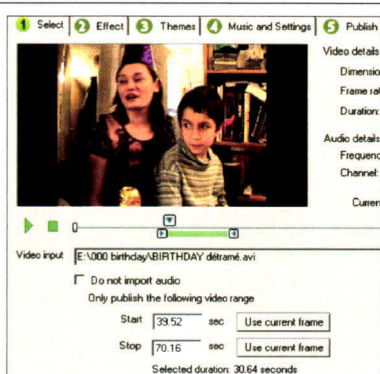 1 Select 2 Effect 3 Themes 4 Music and Settings 5 Publish
Video details
Dimensio
Frame rat
Duration:
Audio details
Frequenc
Channel:
Curren
Video input E:\000 birthday\BIRTHDAY détramé.avi
Do not import audio
Only publish the following video range
Start 39.52 sec Use current frame
Stop 70.16 sec Use current frame
Selected duration: 30.64 seconds